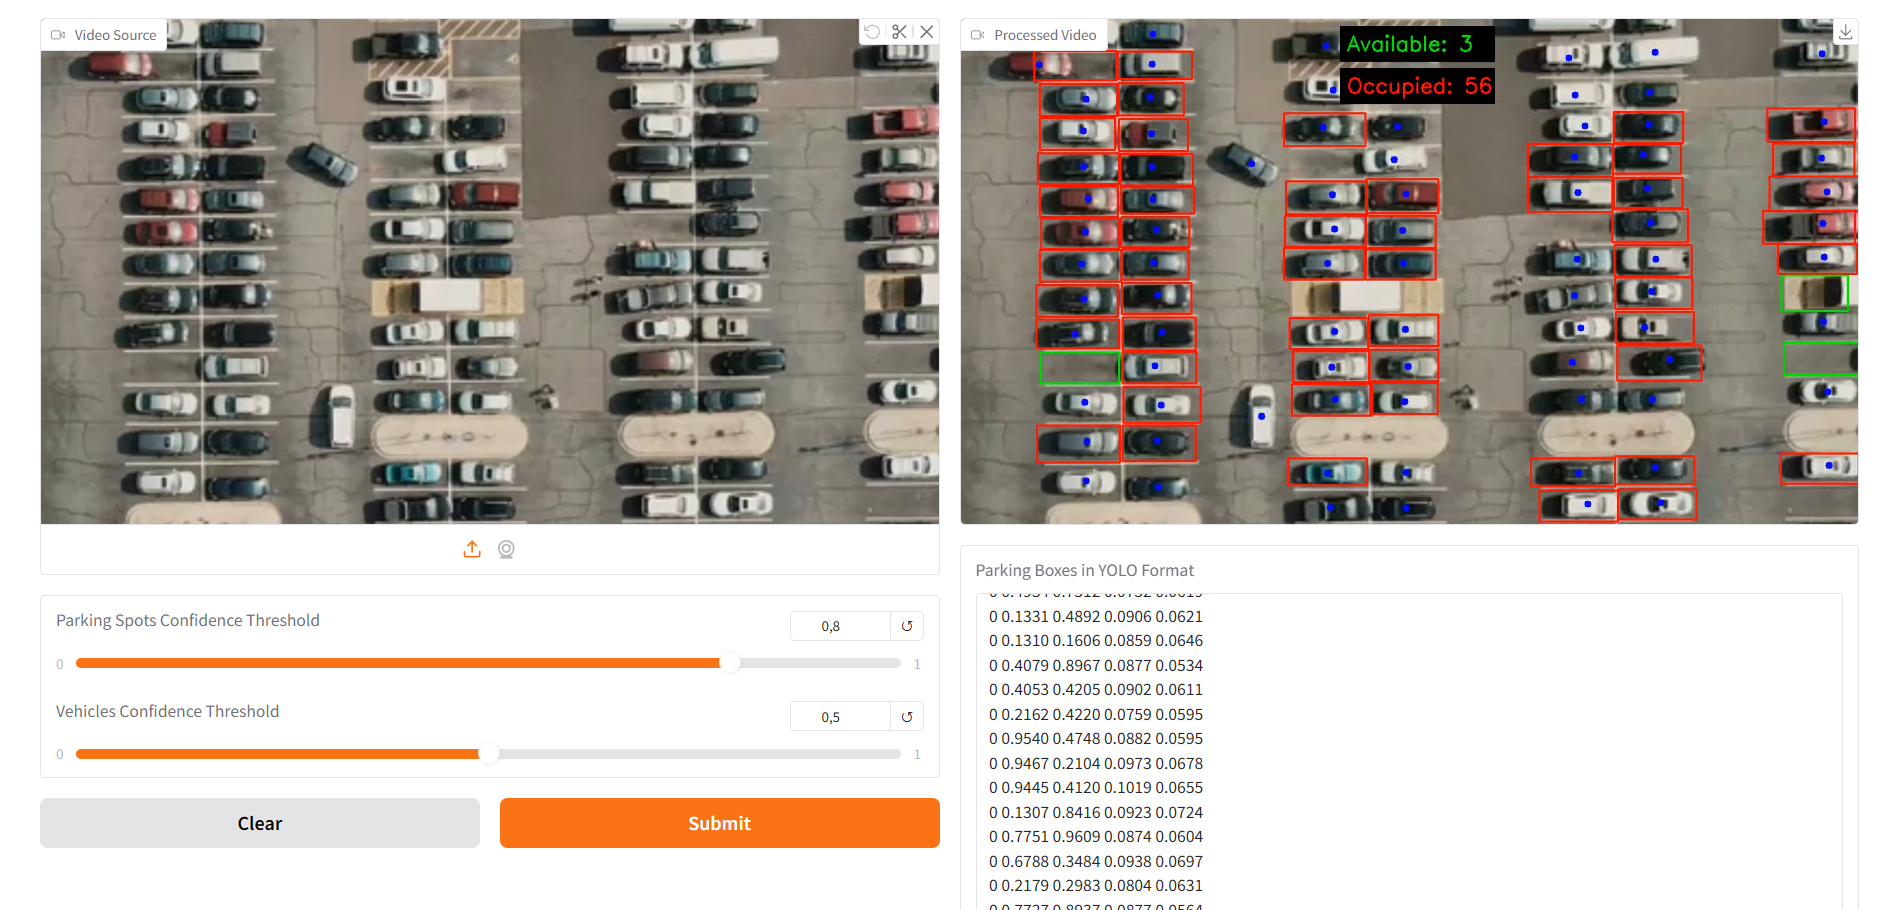 Video Source
Processed Video
Available: 3
Occupied: 56
Parking Spots Confidence Threshold
0,8
0
1
Vehicles Confidence Threshold
0,5
0
1
Clear
Submit
Parking Boxes in YOLO Format
0 0.1331 0.4892 0.0906 0.0621
0 0.1310 0.1606 0.0859 0.0646
0 0.4079 0.8967 0.0877 0.0534
0 0.4053 0.4205 0.0902 0.0611
0 0.2162 0.4220 0.0759 0.0595
0 0.9540 0.4748 0.0882 0.0595
0 0.9467 0.2104 0.0973 0.0678
0 0.9445 0.4120 0.1019 0.0655
0 0.1307 0.8416 0.0923 0.0724
0 0.7751 0.9609 0.0874 0.0604
0 0.6788 0.3484 0.0938 0.0697
0 0.2179 0.2983 0.0804 0.0631